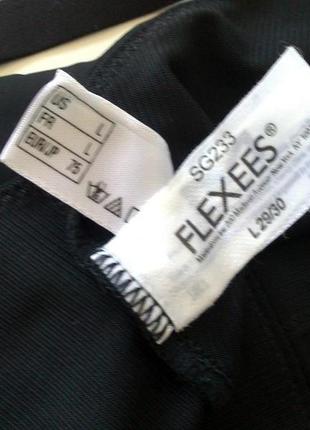 US L
FR L
EUR/JP 75
SG233
FLEXEES®
L 29/30